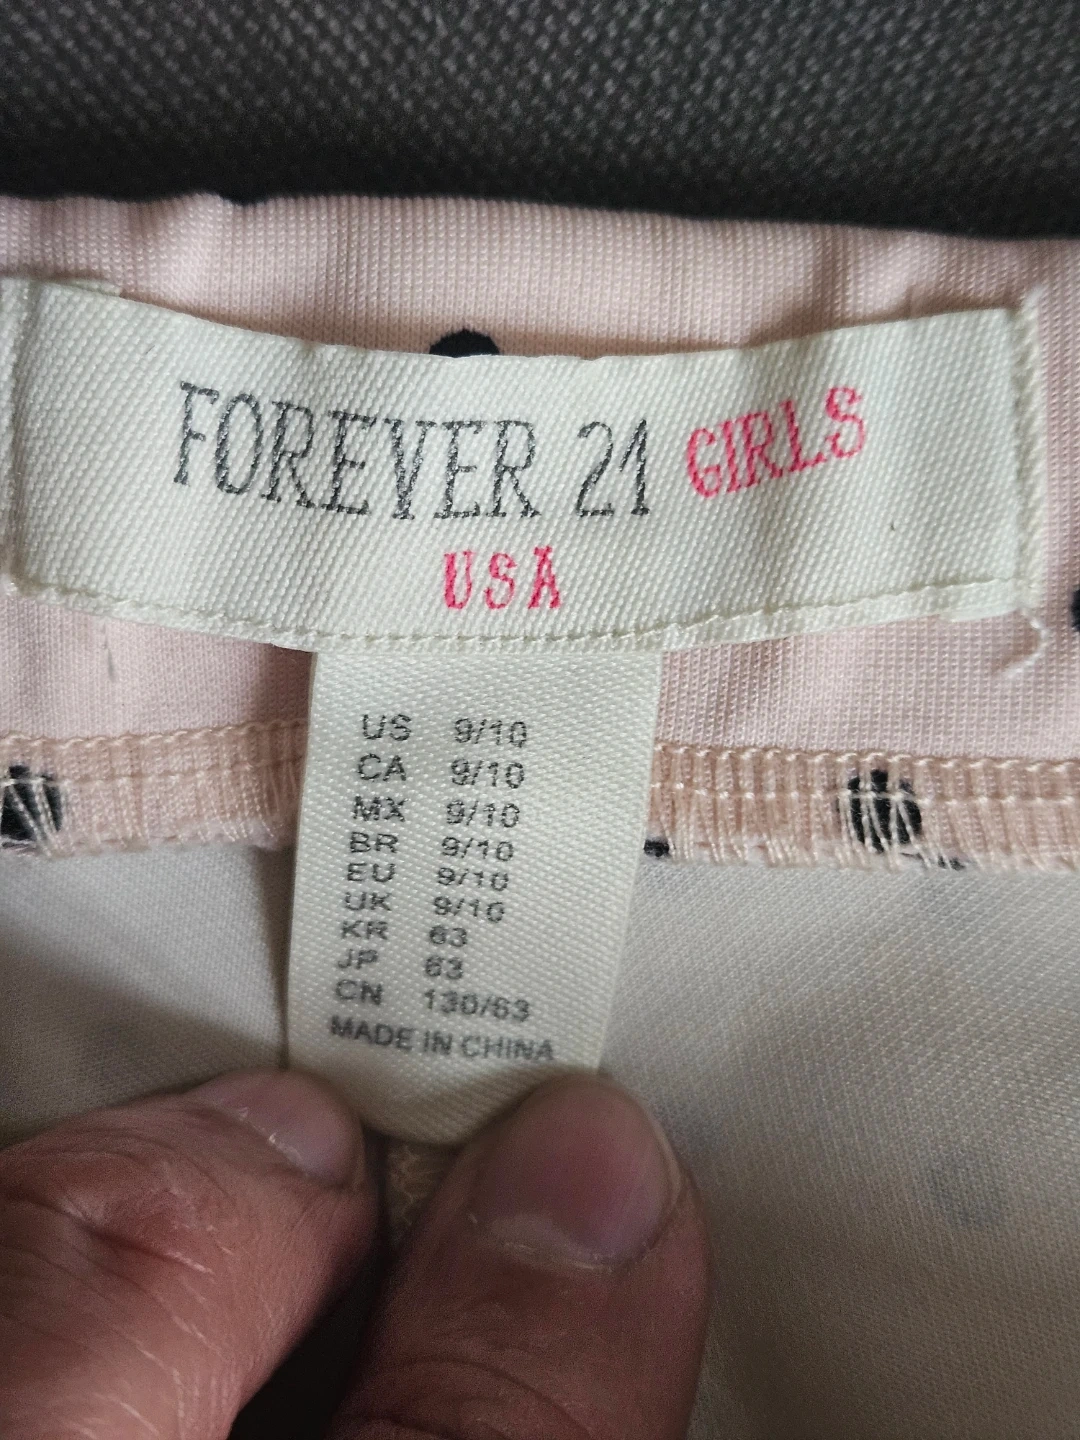 FOREVER 21 GIRLS
USA
US 9/10
CA 9/10
MX 9/10
BR 9/10
EU 9/10
UK 9/10
KR 63
JP 63
CN 130/63
MADE IN CHINA